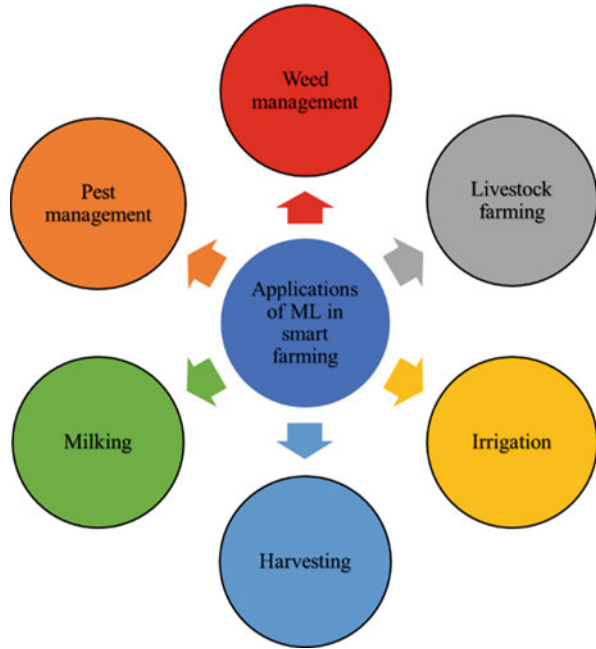 Weed
management
Pest
management
Livestock
farming
Applications
of ML in
smart
farming
Milking
Irrigation
Harvesting